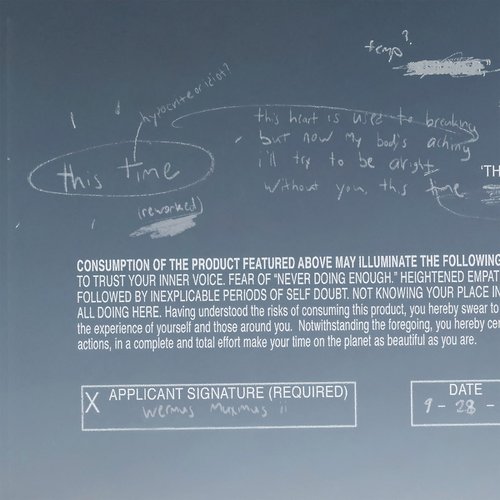 temp?
this heart is used to breaking
but now my body's aching
this time
i'll try to be alright
'TH
without you, this time
(reworked)
CONSUMPTION OF THE PRODUCT FEATURED ABOVE MAY ILLUMINATE THE FOLLOWING
TO TRUST YOUR INNER VOICE. FEAR OF "NEVER DOING ENOUGH." HEIGHTENED EMPAT
FOLLOWED BY INEXPLICABLE PERIODS OF SELF DOUBT. NOT KNOWING YOUR PLACE IN
ALL DOING HERE. Having understood the risks of consuming this product, you hereby swear to
the experience of yourself and those around you. Notwithstanding the foregoing, you hereby cer
actions, in a complete and total effort make your time on the planet as beautiful as you are.
X APPLICANT SIGNATURE (REQUIRED)
DATE
9 - 28 -